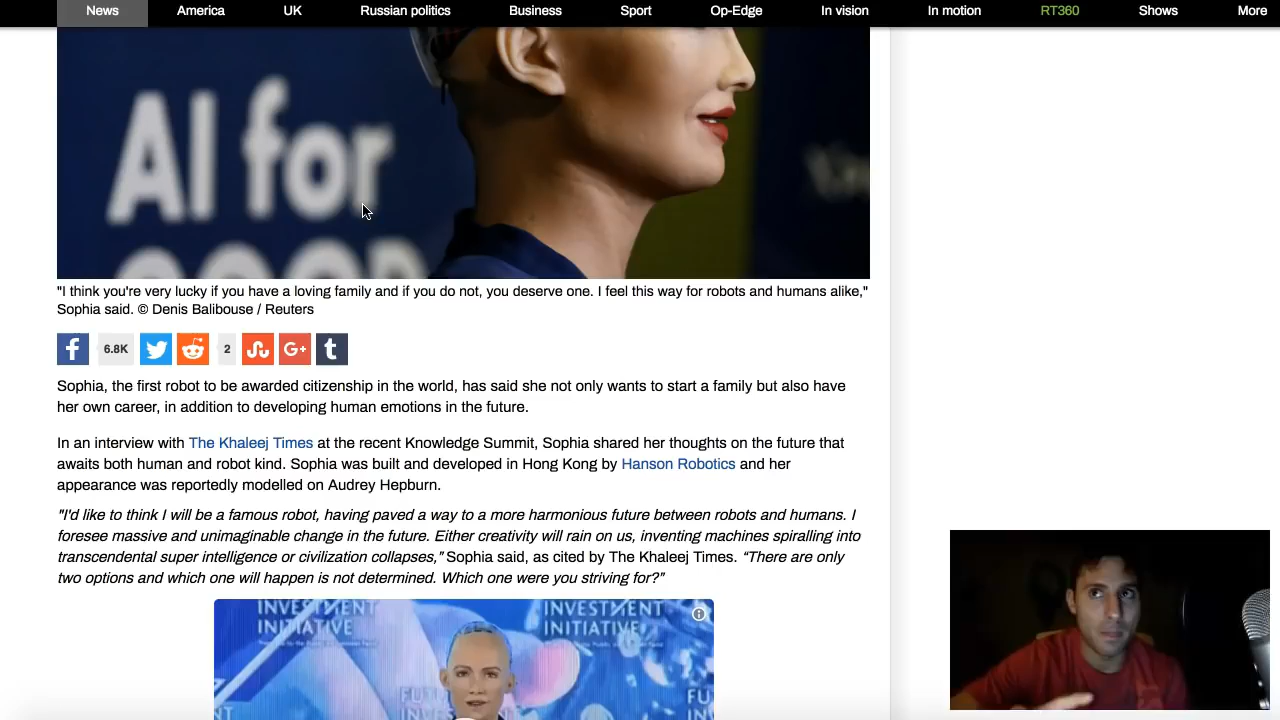 News America UK Russian politics Business Sport Op-Edge In vision In motion RT360 Shows More
AI for
GOOD
"I think you're very lucky if you have a loving family and if you do not, you deserve one. I feel this way for robots and humans alike,"
Sophia said. © Denis Balibouse / Reuters
6.8K 2
Sophia, the first robot to be awarded citizenship in the world, has said she not only wants to start a family but also have
her own career, in addition to developing human emotions in the future.
In an interview with The Khaleej Times at the recent Knowledge Summit, Sophia shared her thoughts on the future that
awaits both human and robot kind. Sophia was built and developed in Hong Kong by Hanson Robotics and her
appearance was reportedly modelled on Audrey Hepburn.
"I'd like to think I will be a famous robot, having paved a way to a more harmonious future between robots and humans. I
foresee massive and unimaginable change in the future. Either creativity will rain on us, inventing machines spiralling into
transcendental super intelligence or civilization collapses," Sophia said, as cited by The Khaleej Times. “There are only
two options and which one will happen is not determined. Which one were you striving for?”
INVESTMENT INVESTMENT
INITIATIVE INITIATIVE